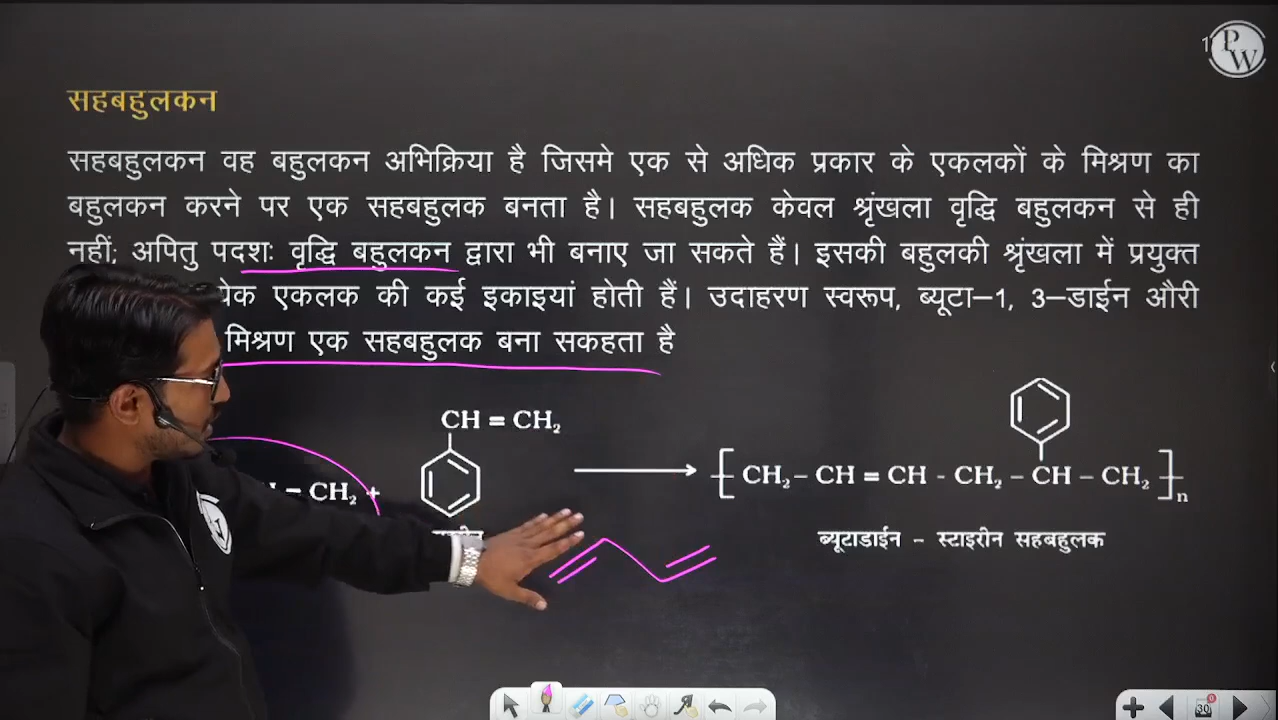 PW
सहबहुलकन
सहबहुलकन वह बहुलकन अभिक्रिया है जिसमे एक से अधिक प्रकार के एकलकों के मिश्रण का
बहुलकन करने पर एक सहबहुलक बनता है। सहबहुलक केवल श्रृंखला वृद्धि बहुलकन से ही
नहीं; अपितु पदशः वृद्धि बहुलकन द्वारा भी बनाए जा सकते हैं। इसकी बहुलकी श्रृंखला में प्रयुक्त
एकलक की कई इकाइयां होती हैं। उदाहरण स्वरूप, ब्यूटा–1, 3–डाईन औरी
मिश्रण एक सहबहुलक बना सकहता है
CH = CH₂
– CH₂ +
[CH₂ – CH = CH - CH₂ – CH – CH₂]n
ब्यूटाडाईन – स्टाइरीन सहबहुलक
30